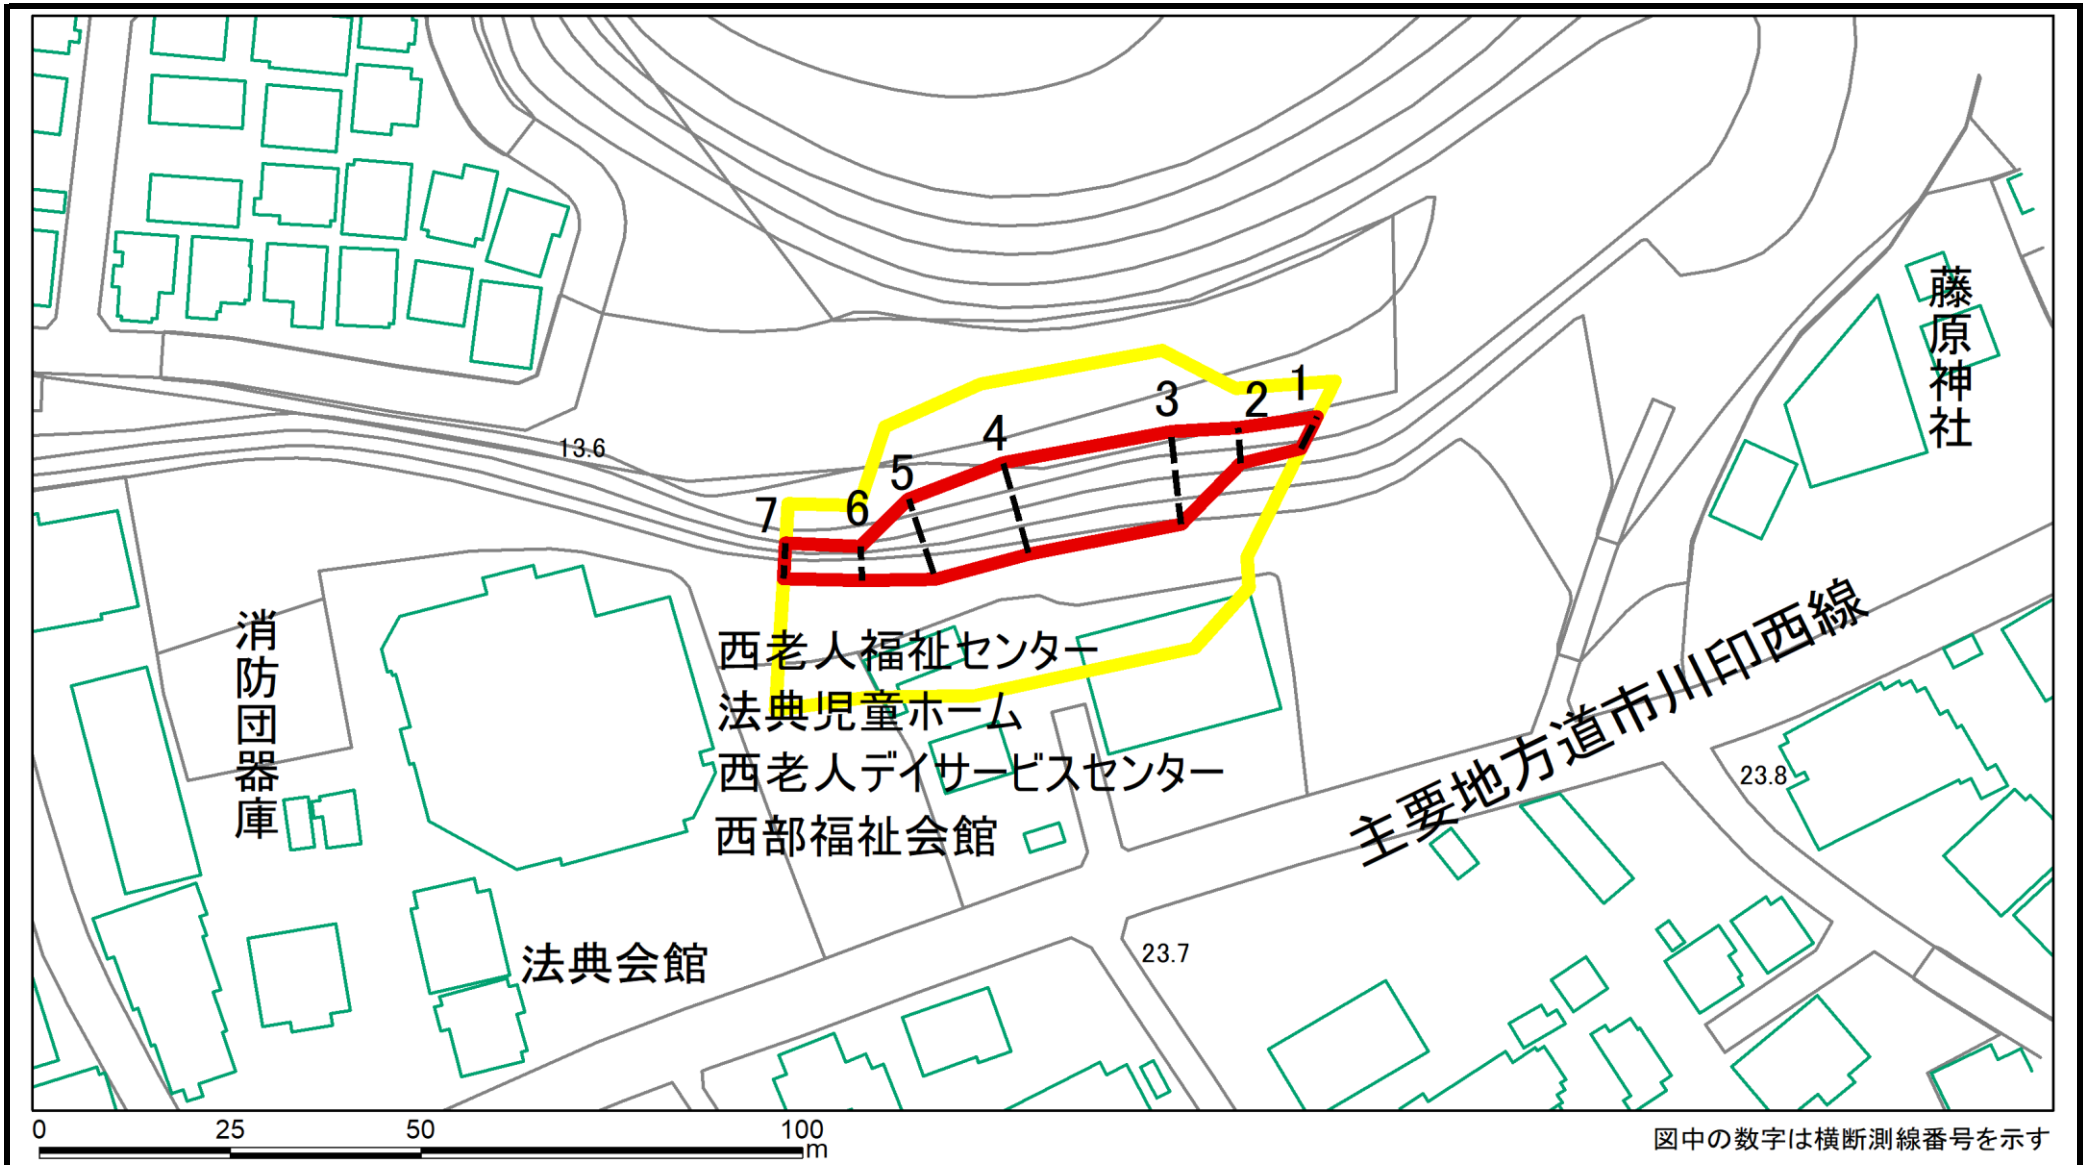 藤原神社
1
2
3
4
5
6
7
13.6
消防団器庫
西老人福祉センター
法典児童ホーム
西老人デイサービスセンター
西部福祉会館
主要地方道市川印西線
23.8
法典会館
23.7
0 25 50 100
m
図中の数字は横断測線番号を示す